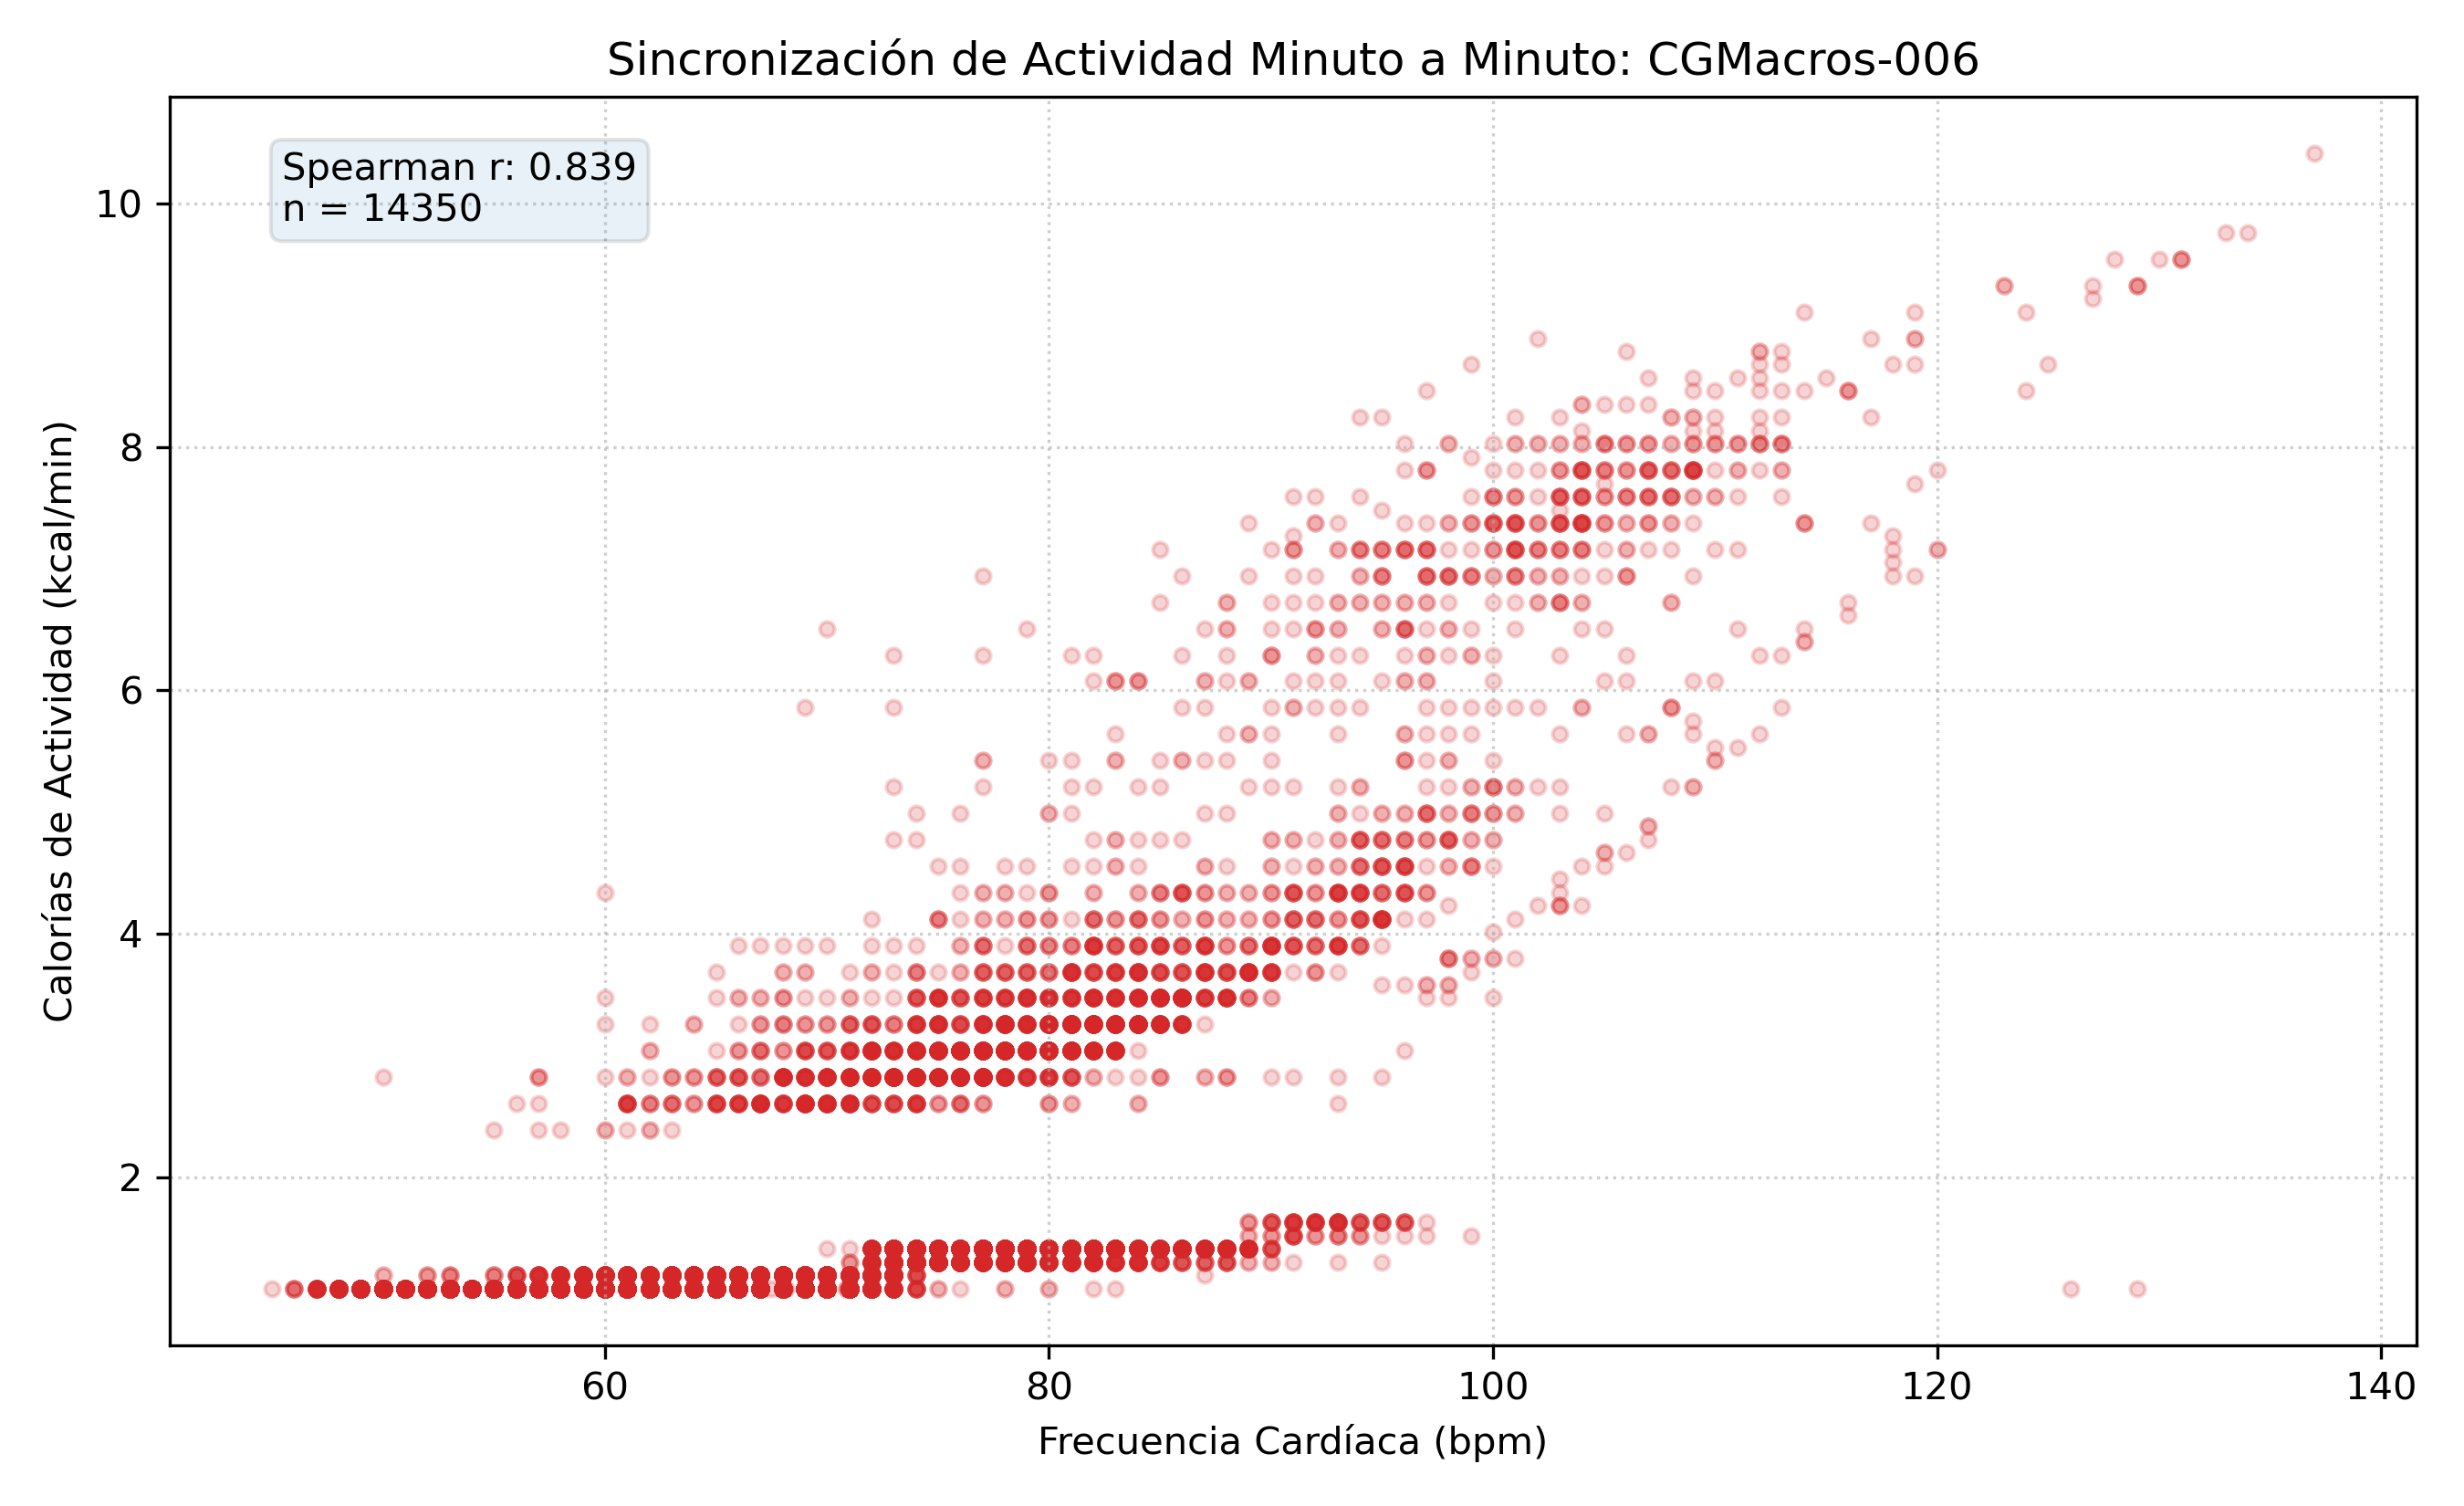 Sincronización de Actividad Minuto a Minuto: CGMacros-006
Spearman r: 0.839
n = 14350
Calorías de Actividad (kcal/min)
10
8
6
4
2
60 80 100 120 140
Frecuencia Cardíaca (bpm)